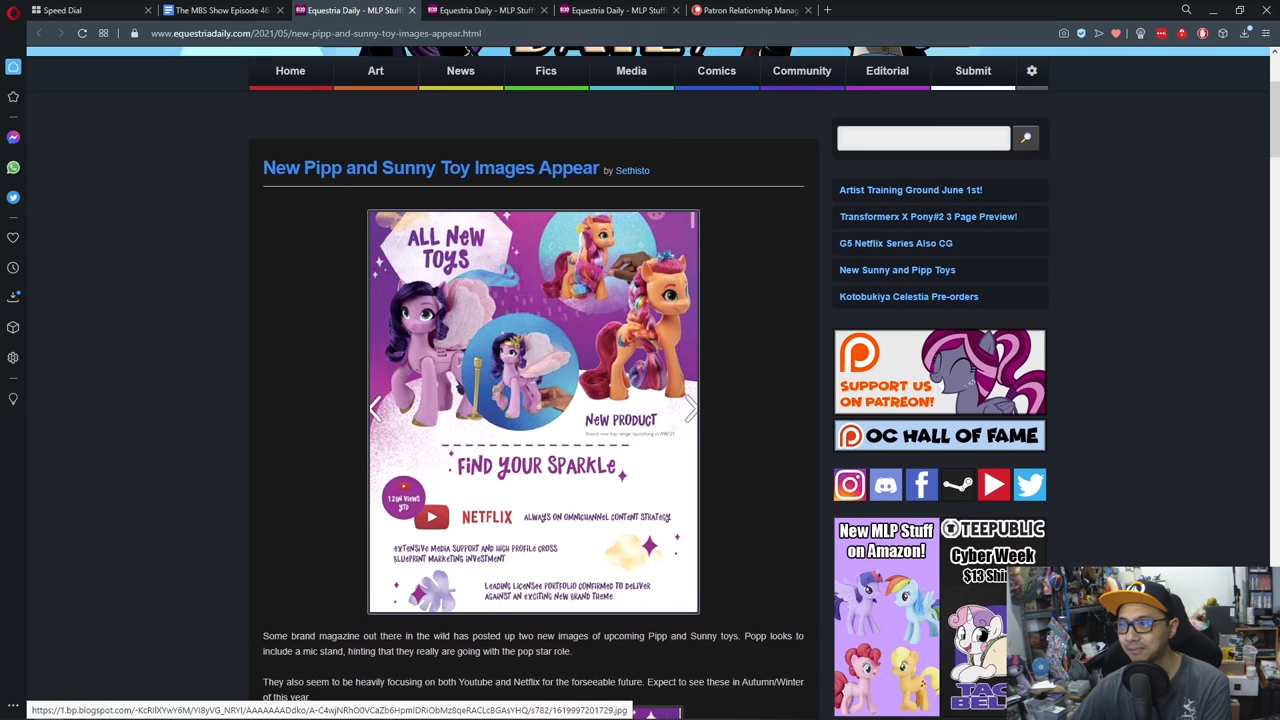 Speed Dial
The MBS Show Episode 46
Equestria Daily - MLP Stuff
Equestria Daily - MLP Stuff
Equestria Daily - MLP Stuff
Patron Relationship Manag
www.equestriadaily.com/2021/05/new-pipp-and-sunny-toy-images-appear.html
Home
Art
News
Fics
Media
Comics
Community
Editorial
Submit
New Pipp and Sunny Toy Images Appear by Sethisto
ALL NEW
TOYS
NEW PRODUCT
Brand new toy range launching in AW'21
FIND YOUR SPARKLE
NETFLIX
ALWAYS ON OMNICHANNEL CONTENT STRATEGY.
EXTENSIVE MEDIA SUPPORT AND HIGH PROFILE CROSS
BLUEPRINT MARKETING INVESTMENT.
LEADING LICENSEE PORTFOLIO CONFIRMED TO DELIVER
AGAINST AN EXCITING NEW BRAND THEME.
Some brand magazine out there in the wild has posted up two new images of upcoming Pipp and Sunny toys. Popp looks to
include a mic stand, hinting that they really are going with the pop star role.
They also seem to be heavily focusing on both Youtube and Netflix for the forseeable future. Expect to see these in Autumn/Winter
of this year.
Artist Training Ground June 1st!
Transformerx X Pony#2 3 Page Preview!
G5 Netflix Series Also CG
New Sunny and Pipp Toys
Kotobukiya Celestia Pre-orders
SUPPORT US
ON PATREON!
OC HALL OF FAME
New MLP Stuff
on Amazon!
TEEPUBLIC
Cyber Week
$13 Shi